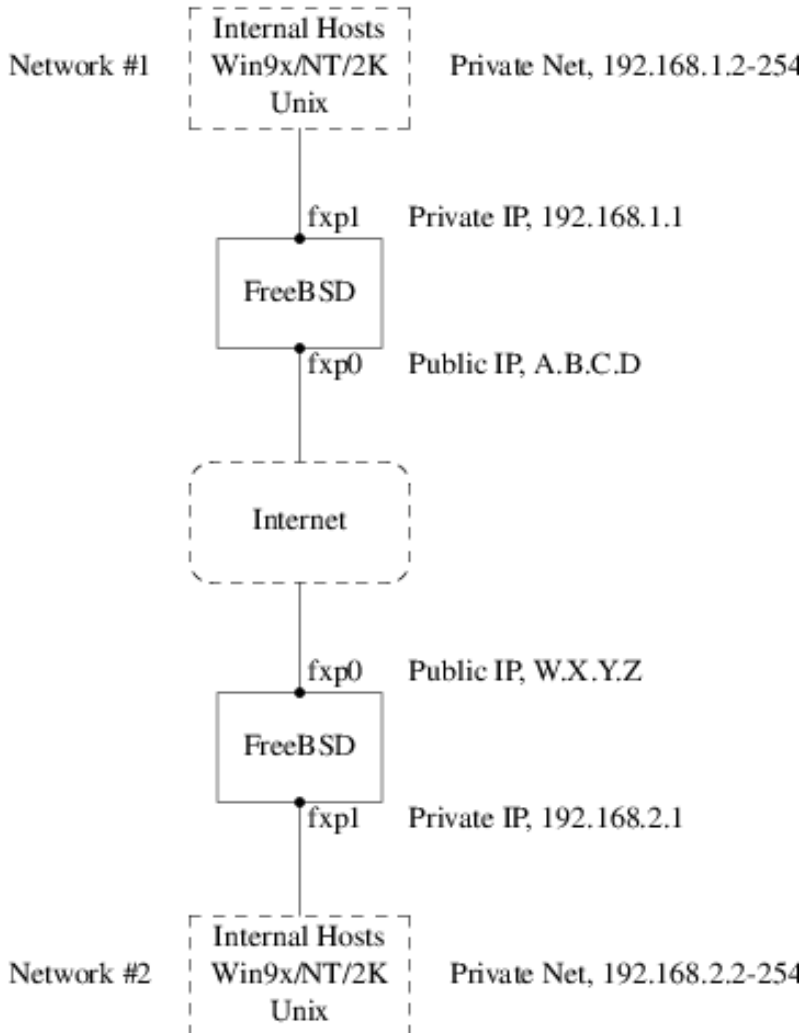 Internal Hosts
Network #1 Win9x/NT/2K Private Net, 192.168.1.2-254
Unix
fxp1 Private IP, 192.168.1.1
FreeBSD
fxp0 Public IP, A.B.C.D
Internet
fxp0 Public IP, W.X.Y.Z
FreeBSD
fxp1 Private IP, 192.168.2.1
Internal Hosts
Network #2 Win9x/NT/2K Private Net, 192.168.2.2-254
Unix